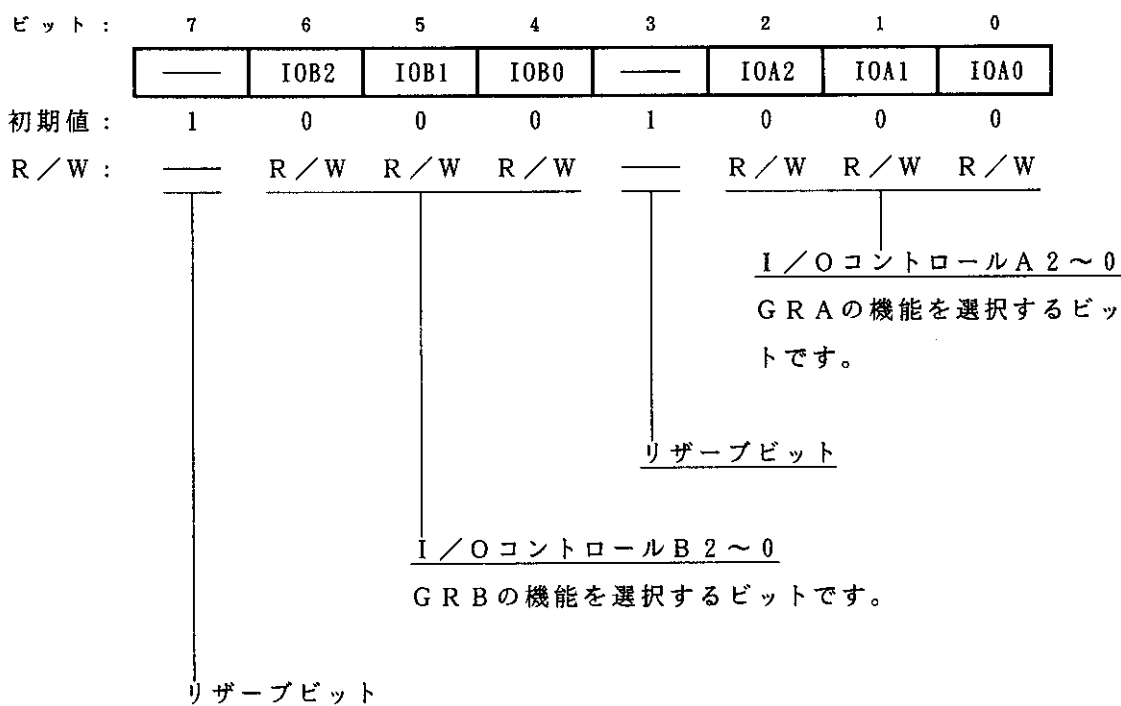 ビット： 7 6 5 4 3 2 1 0
── IOB2 IOB1 IOB0 ── IOA2 IOA1 IOA0
初期値： 1 0 0 0 1 0 0 0
R／W： ── R／W R／W R／W ── R／W R／W R／W
I／OコントロールA2～0
GRAの機能を選択するビッ
トです。
リザーブビット
I／OコントロールB2～0
GRBの機能を選択するビットです。
リザーブビット